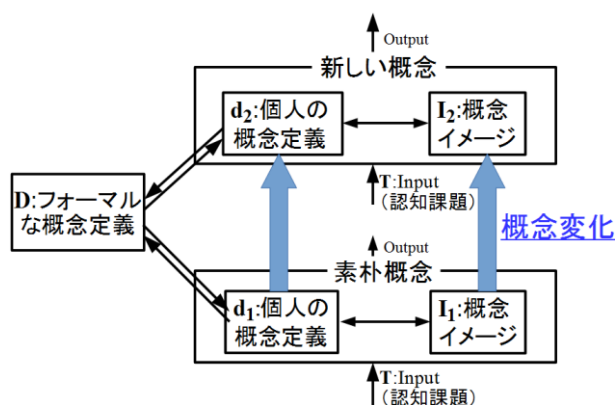 Output
新しい概念
d₂:個人の
概念定義
I₂:概念
イメージ
D:フォーマル
な概念定義
T:Input
(認知課題)
概念変化
Output
素朴概念
d₁:個人の
概念定義
I₁:概念
イメージ
T:Input
(認知課題)